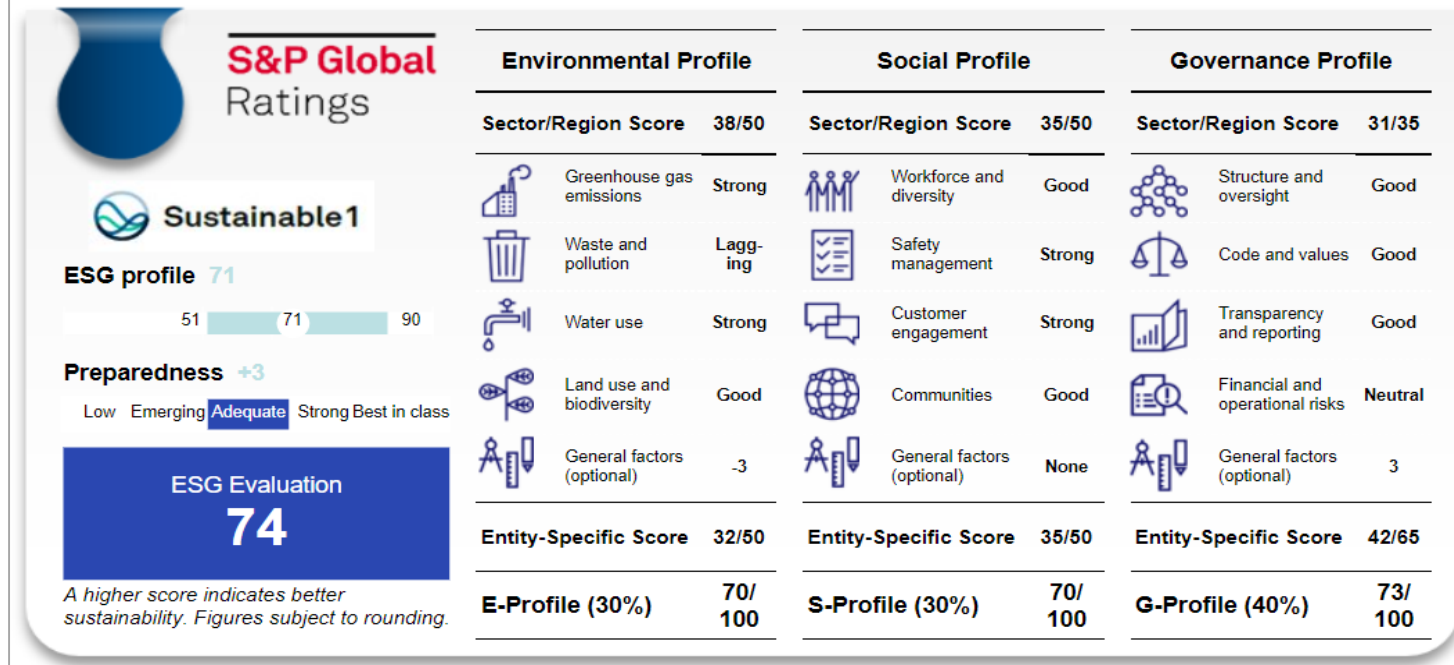 S&P Global
Ratings
Sustainable1
ESG profile 71
51 71 90
Preparedness +3
Low Emerging Adequate Strong Best in class
ESG Evaluation
74
A higher score indicates better
sustainability. Figures subject to rounding.
Environmental Profile
Sector/Region Score 38/50
Greenhouse gas
emissions
Strong
Waste and
pollution
Lagg-
ing
Water use Strong
Land use and
biodiversity
Good
General factors
(optional)
-3
Entity-Specific Score 32/50
E-Profile (30%)
70/
100
Social Profile
Sector/Region Score 35/50
Workforce and
diversity
Good
Safety
management
Strong
Customer
engagement
Strong
Communities Good
General factors
(optional)
None
Entity-Specific Score 35/50
S-Profile (30%)
70/
100
Governance Profile
Sector/Region Score 31/35
Structure and
oversight
Good
Code and values Good
Transparency
and reporting
Good
Financial and
operational risks
Neutral
General factors
(optional)
3
Entity-Specific Score 42/65
G-Profile (40%)
73/
100